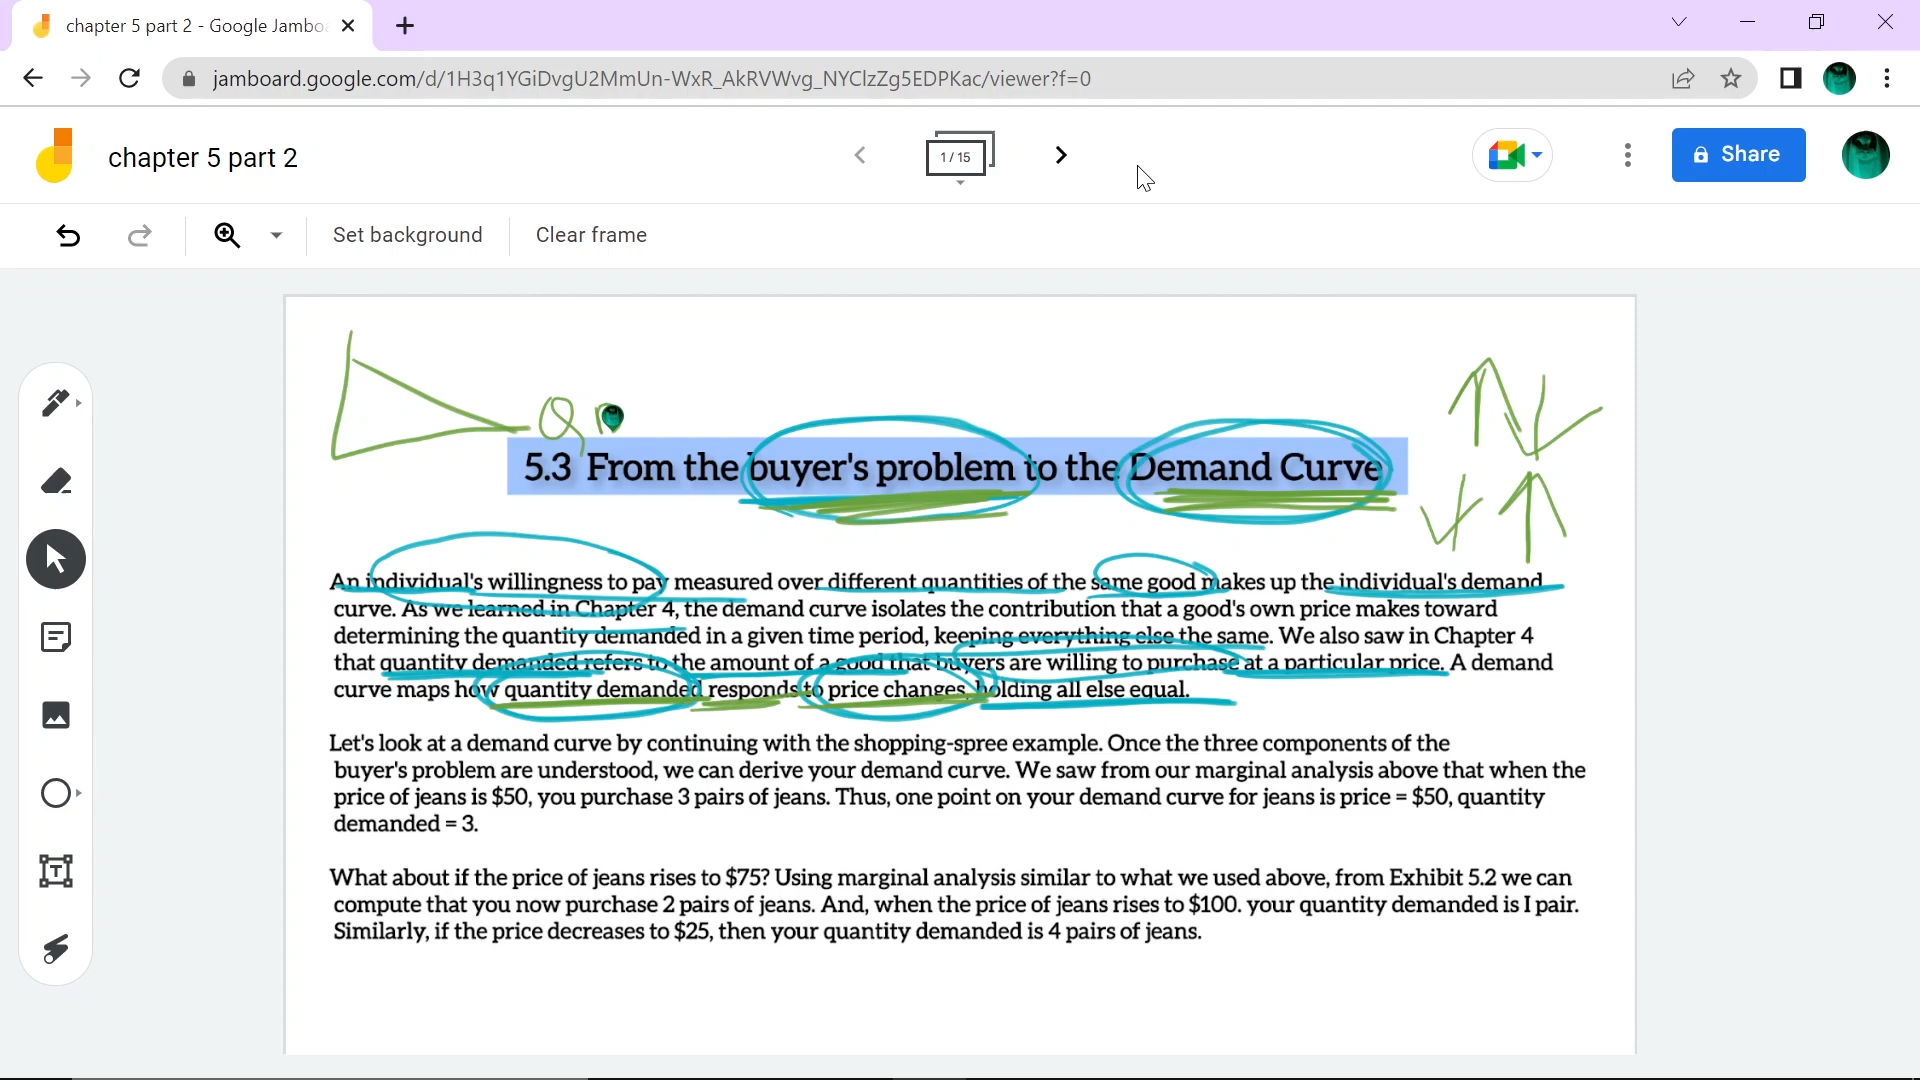 chapter 5 part 2 - Google Jambo
jamboard.google.com/d/1H3q1YGiDvgU2MmUn-WxR_AkRVWvg_NYClzZg5EDPKac/viewer?f=0
chapter 5 part 2
1 / 15
Share
Set background
Clear frame
5.3 From the buyer's problem to the Demand Curve
An individual's willingness to pay measured over different quantities of the same good makes up the individual's demand
curve. As we learned in Chapter 4, the demand curve isolates the contribution that a good's own price makes toward
determining the quantity demanded in a given time period, keeping everything else the same. We also saw in Chapter 4
that quantity demanded refers to the amount of a good that buyers are willing to purchase at a particular price. A demand
curve maps how quantity demanded responds to price changes, holding all else equal.
Let's look at a demand curve by continuing with the shopping-spree example. Once the three components of the
buyer's problem are understood, we can derive your demand curve. We saw from our marginal analysis above that when the
price of jeans is $50, you purchase 3 pairs of jeans. Thus, one point on your demand curve for jeans is price = $50, quantity
demanded = 3.
What about if the price of jeans rises to $75? Using marginal analysis similar to what we used above, from Exhibit 5.2 we can
compute that you now purchase 2 pairs of jeans. And, when the price of jeans rises to $100. your quantity demanded is I pair.
Similarly, if the price decreases to $25, then your quantity demanded is 4 pairs of jeans.